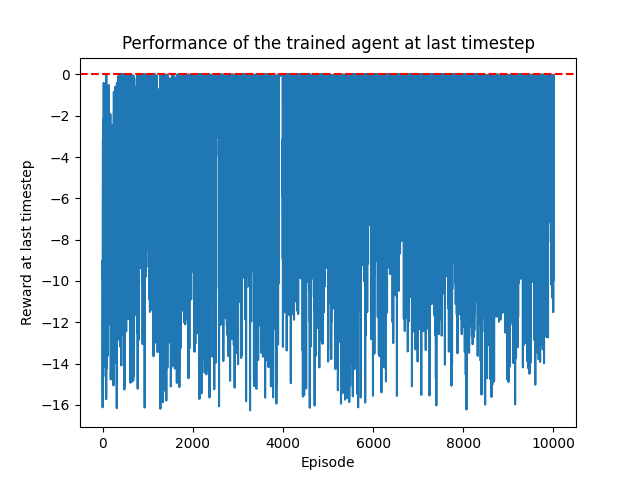 Performance of the trained agent at last timestep
Reward at last timestep
0
−2
−4
−6
−8
−10
−12
−14
−16
0 2000 4000 6000 8000 10000
Episode